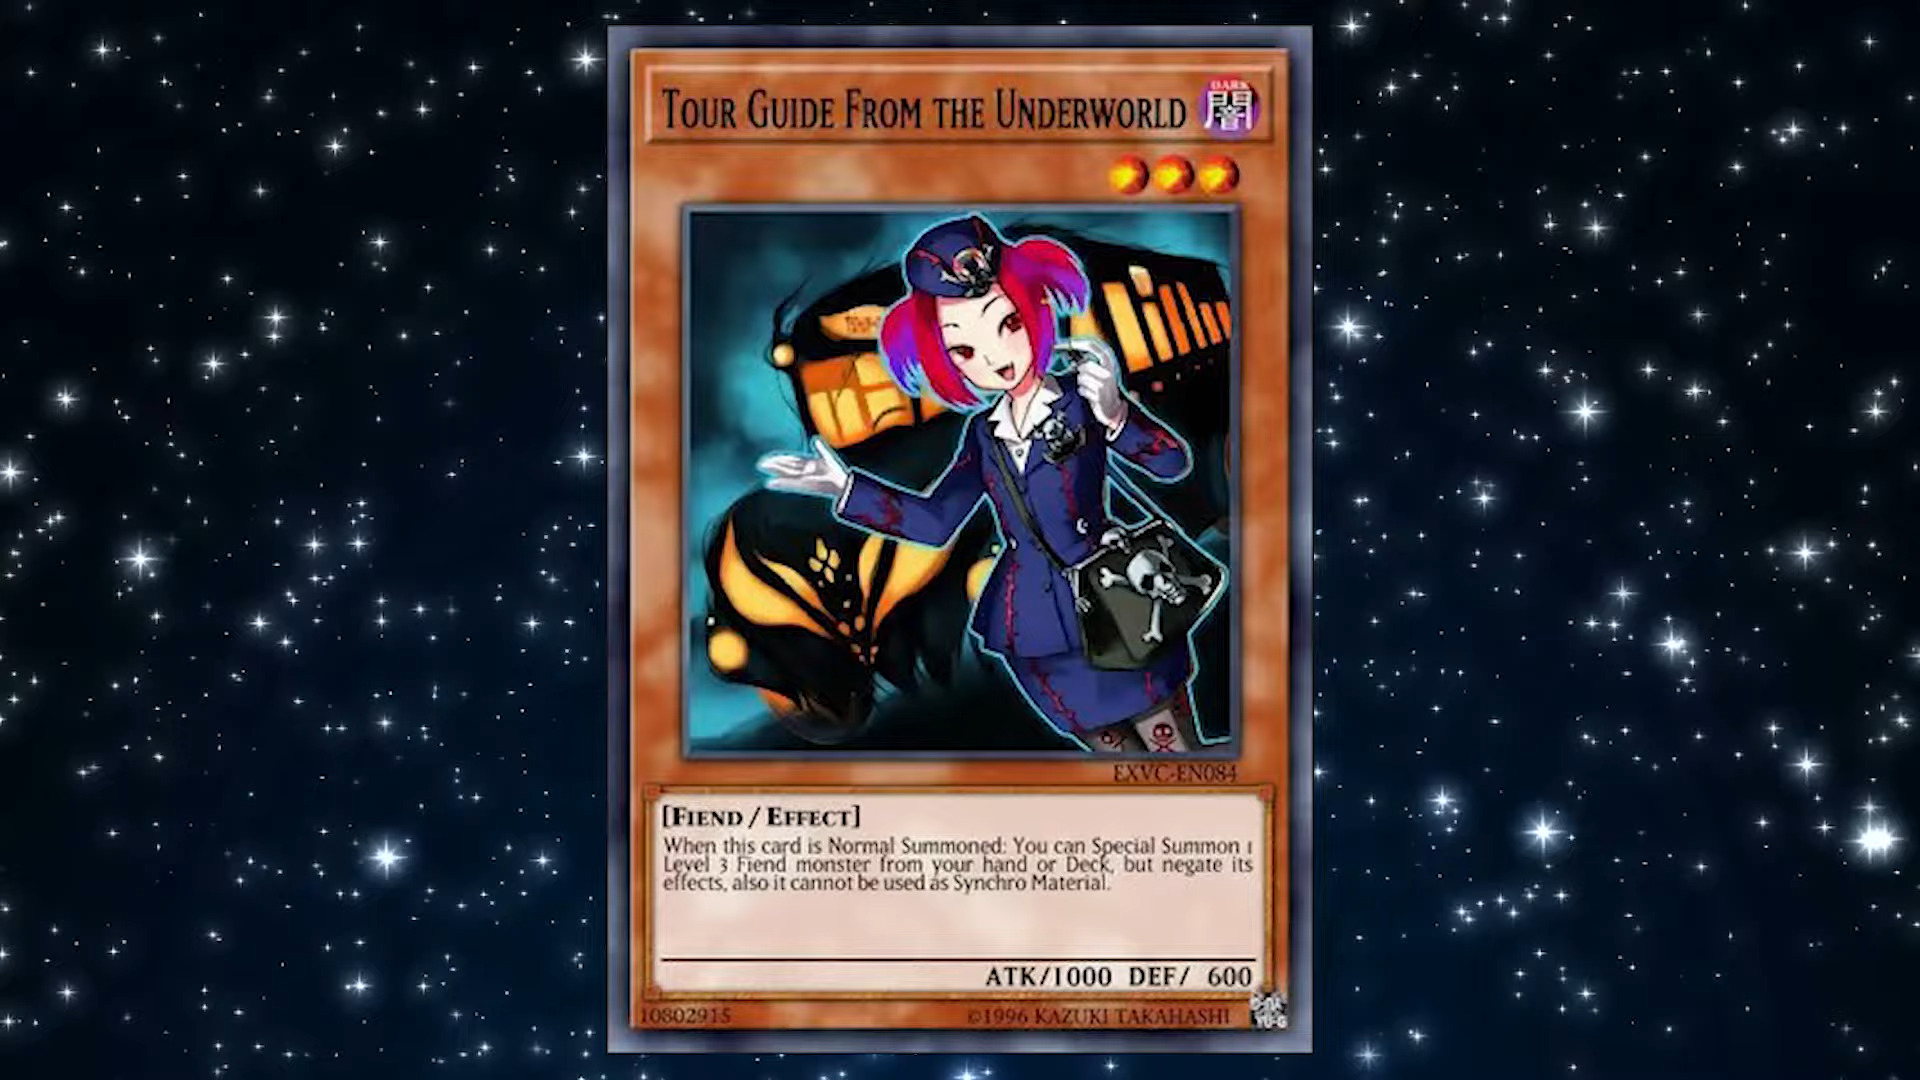 TOUR GUIDE FROM THE UNDERWORLD
DARK
闇
EXVC-EN084
[FIEND / EFFECT]
When this card is Normal Summoned: You can Special Summon 1
Level 3 Fiend monster from your hand or Deck, but negate its
effects, also it cannot be used as Synchro Material.
ATK/1000 DEF/ 600
10802915
©1996 KAZUKI TAKAHASHI